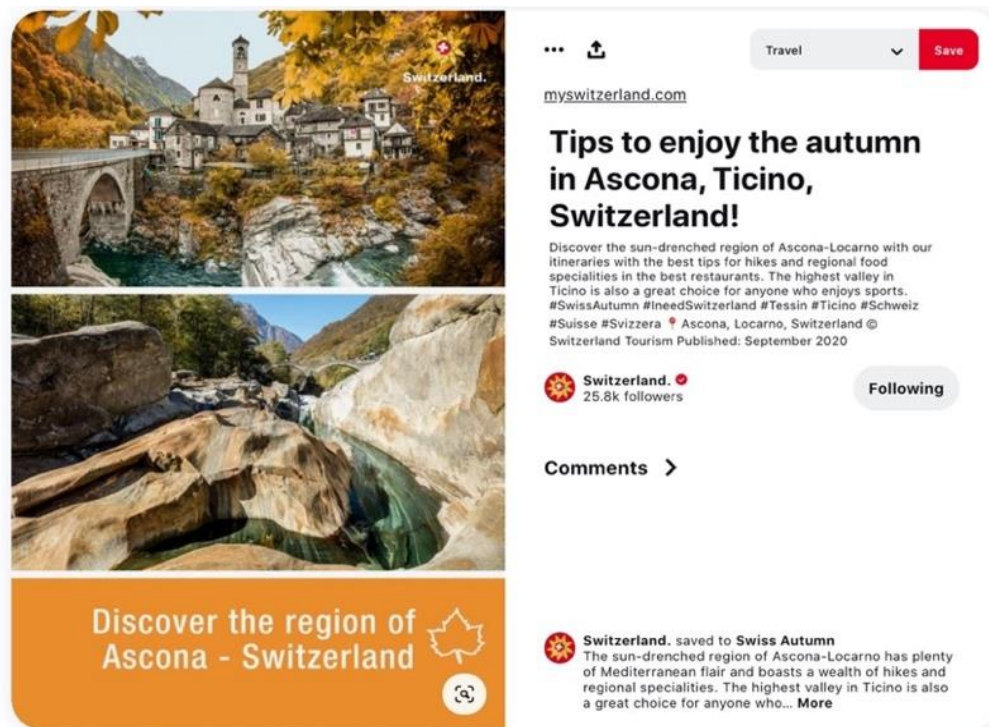 Switzerland.
Discover the region of
Ascona - Switzerland
Travel
Save
myswitzerland.com
Tips to enjoy the autumn
in Ascona, Ticino,
Switzerland!
Discover the sun-drenched region of Ascona-Locarno with our
itineraries with the best tips for hikes and regional food
specialities in the best restaurants. The highest valley in
Ticino is also a great choice for anyone who enjoys sports.
#SwissAutumn #IneedSwitzerland #Tessin #Ticino #Schweiz
#Suisse #Svizzera 📍 Ascona, Locarno, Switzerland ©
Switzerland Tourism Published: September 2020
Switzerland.
25.8k followers
Following
Comments
Switzerland. saved to Swiss Autumn
The sun-drenched region of Ascona-Locarno has plenty
of Mediterranean flair and boasts a wealth of hikes and
regional specialities. The highest valley in Ticino is also
a great choice for anyone who... More